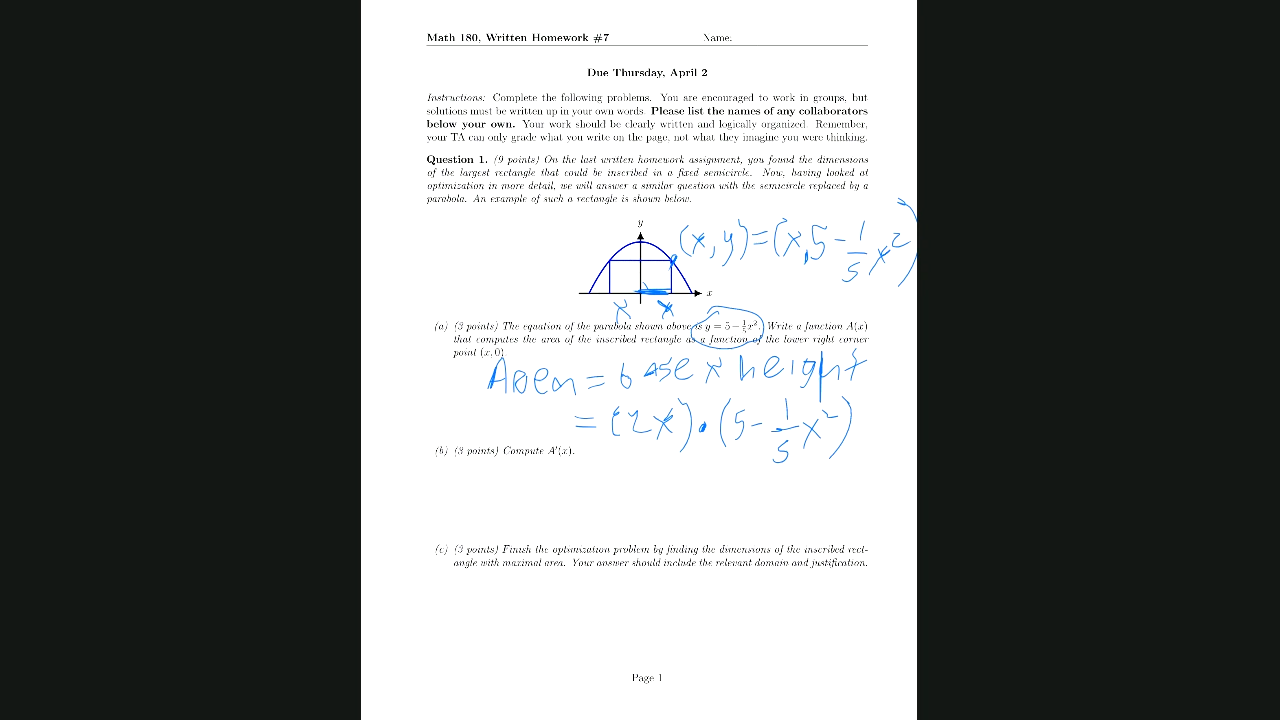 Math 180, Written Homework #7 Name:
Due Thursday, April 2
Instructions: Complete the following problems. You are encouraged to work in groups, but
solutions must be written up in your own words. Please list the names of any collaborators
below your own. Your work should be clearly written and logically organized. Remember,
your TA can only grade what you write on the page, not what they imagine you were thinking.
Question 1. (9 points) On the last written homework assignment, you found the dimensions
of the largest rectangle that could be inscribed in a fixed semicircle. Now, having looked at
optimization in more detail, we will answer a similar question with the semicircle replaced by a
parabola. An example of such a rectangle is shown below.
y
(x, y) = (x, 5 - 1/5 x²)
x
x x
(a) (3 points) The equation of the parabola shown above is y = 5 − 1/5 x². Write a function A(x)
that computes the area of the inscribed rectangle as a function of the lower right corner
point (x, 0)
Area = base x height
= (2x) · (5 - 1/5 x²)
(b) (3 points) Compute A′(x).
(c) (3 points) Finish the optimization problem by finding the dimensions of the inscribed rect-
angle with maximal area. Your answer should include the relevant domain and justification.
Page 1